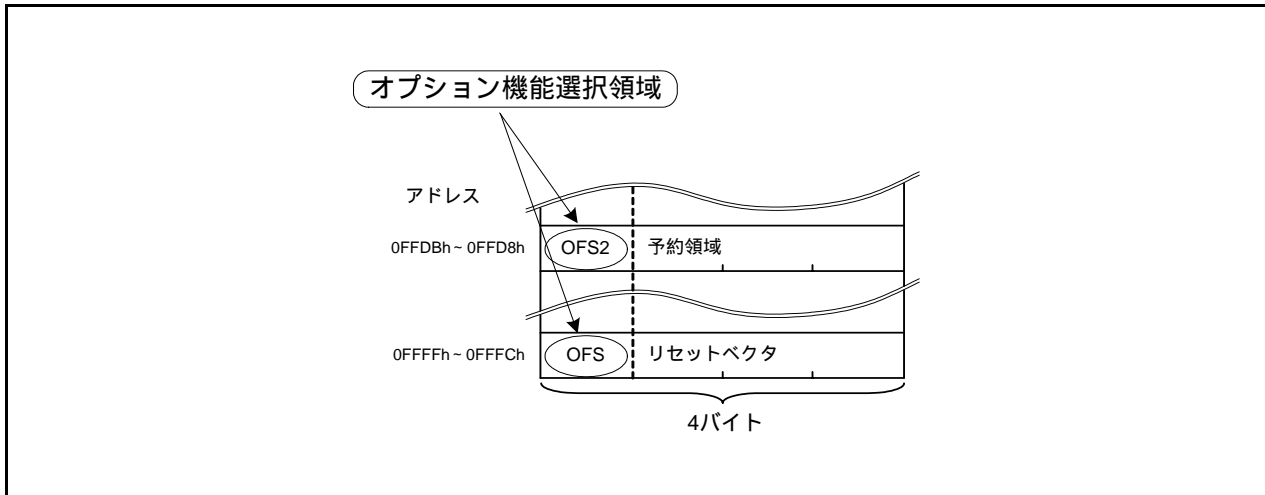 オプション機能選択領域
アドレス
0FFDBh ~ 0FFD8h OFS2 予約領域
0FFFFh ~ 0FFFCh OFS リセットベクタ
4バイト